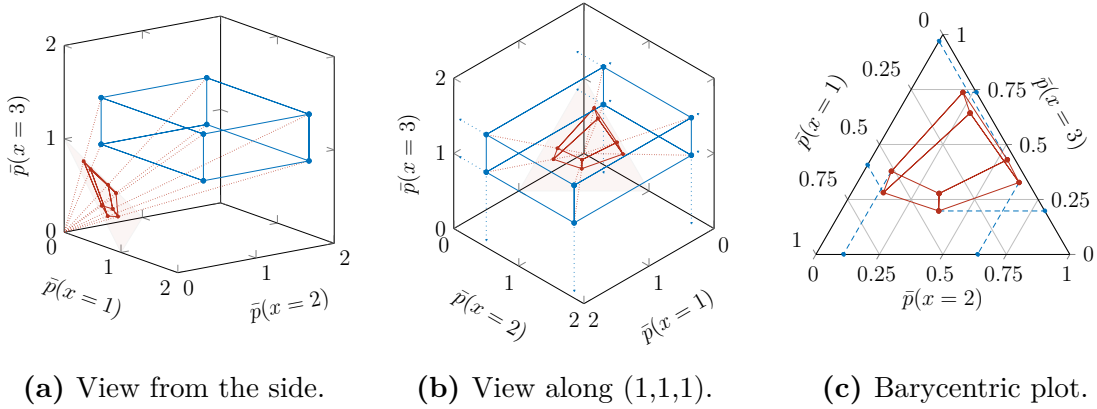 2
1
0
0
1
2
0
1
2
p̄(x = 3)
p̄(x = 1)
p̄(x = 2)
2
1
0
0
1
1
2 2
p̄(x = 3)
p̄(x = 2)
p̄(x = 1)
0
1
0.25
0.75
0.5
0.5
0.75
0.25
1
0
0
0.25
0.5
0.75
1
p̄(x = 1)
p̄(x = 3)
p̄(x = 2)
(a) View from the side.
(b) View along (1,1,1).
(c) Barycentric plot.